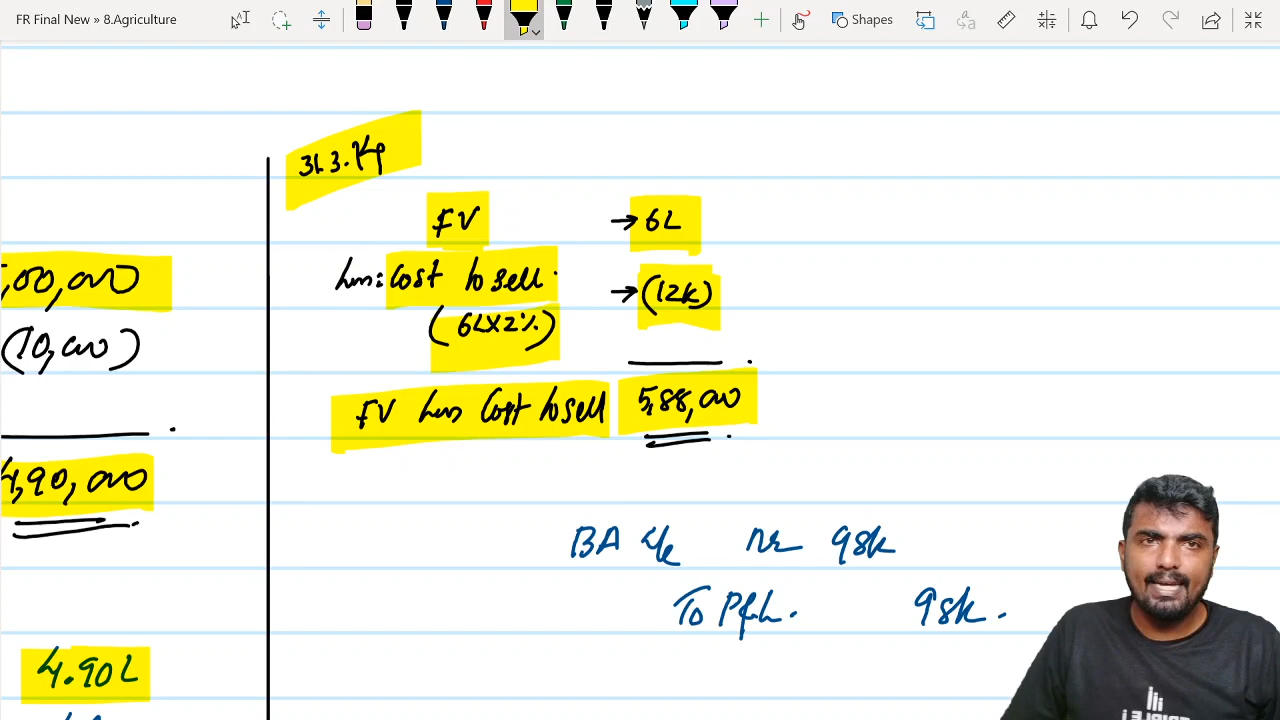 FR Final New » 8.Agriculture
Shapes
31.3.Xp
FV → 6L
Less: Cost to sell → (12k)
(6L×2%)
FV less Cost to sell 5,88,000
,00,000
(10,000)
4,90,000
4.90L
BA a/c Dr 98k
To P&L. 98k.